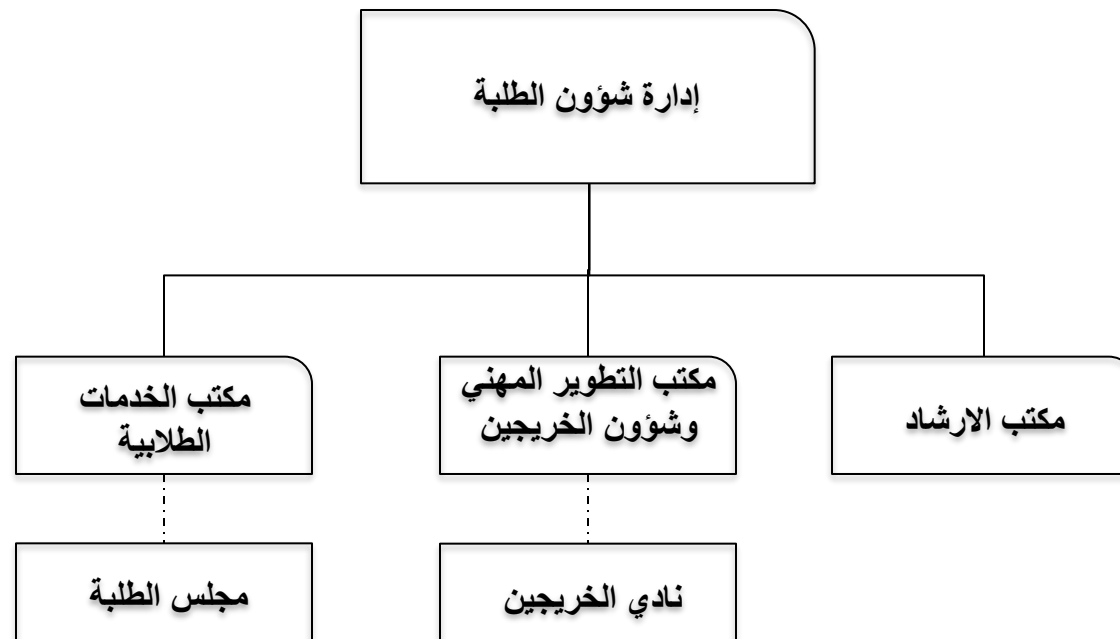 إدارة شؤون الطلبة
مكتب الارشاد
مكتب التطوير المهني
وشؤون الخريجين
مكتب الخدمات
الطلابية
نادي الخريجين
مجلس الطلبة